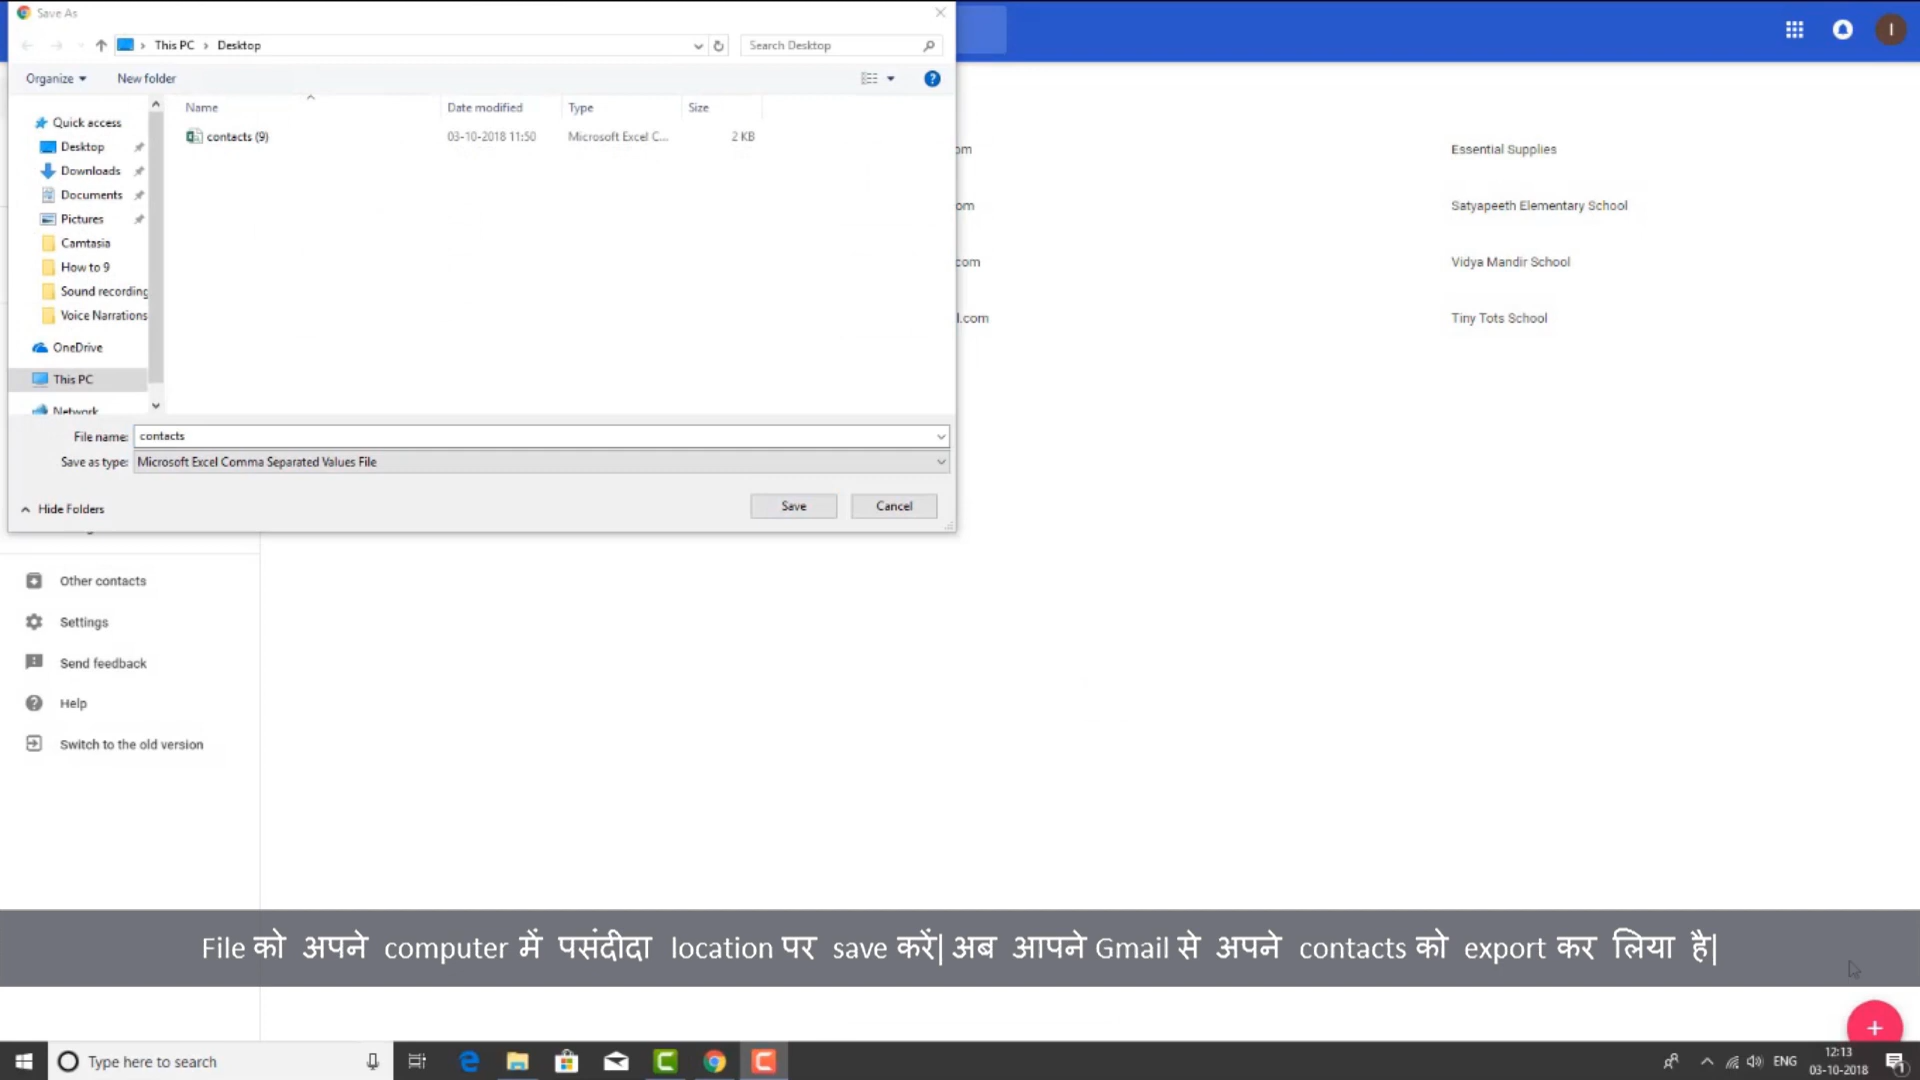 Save As
This PC
Desktop
Search Desktop
Organize
New folder
Name
Date modified
Type
Size
contacts (9)
03-10-2018 11:50
Microsoft Excel C...
2 KB
Quick access
Desktop
Downloads
Documents
Pictures
Camtasia
How to 9
Sound recording
Voice Narrations
OneDrive
This PC
Network
File name: contacts
Save as type: Microsoft Excel Comma Separated Values File
Hide Folders
Save
Cancel
I
om
Essential Supplies
om
Satyapeeth Elementary School
com
Vidya Mandir School
l.com
Tiny Tots School
Other contacts
Settings
Send feedback
Help
Switch to the old version
File को अपने computer में पसंदीदा location पर save करें| अब आपने Gmail से अपने contacts को export कर लिया है|
Type here to search
ENG
12:13
03-10-2018
1